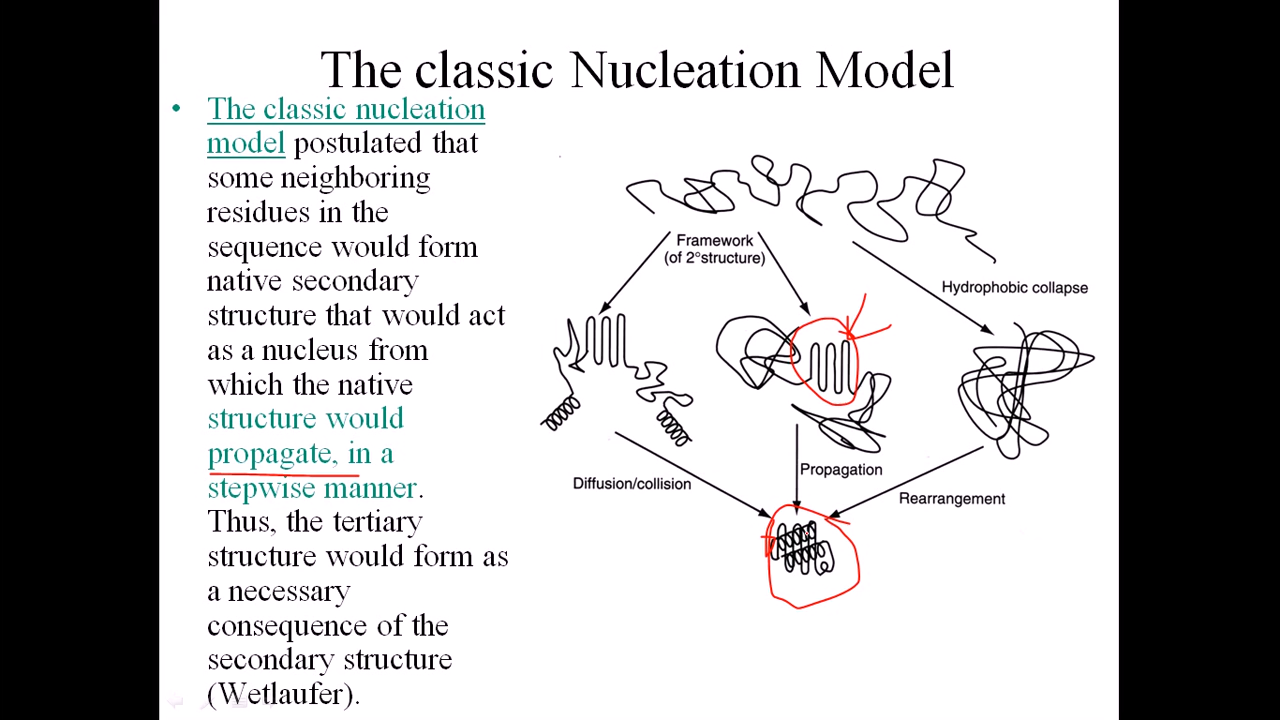 The classic Nucleation Model
• The classic nucleation
model postulated that
some neighboring
residues in the
sequence would form
native secondary
structure that would act
as a nucleus from
which the native
structure would
propagate, in a
stepwise manner.
Thus, the tertiary
structure would form as
a necessary
consequence of the
secondary structure
(Wetlaufer).
Framework
(of 2°structure)
Hydrophobic collapse
Diffusion/collision
Propagation
Rearrangement